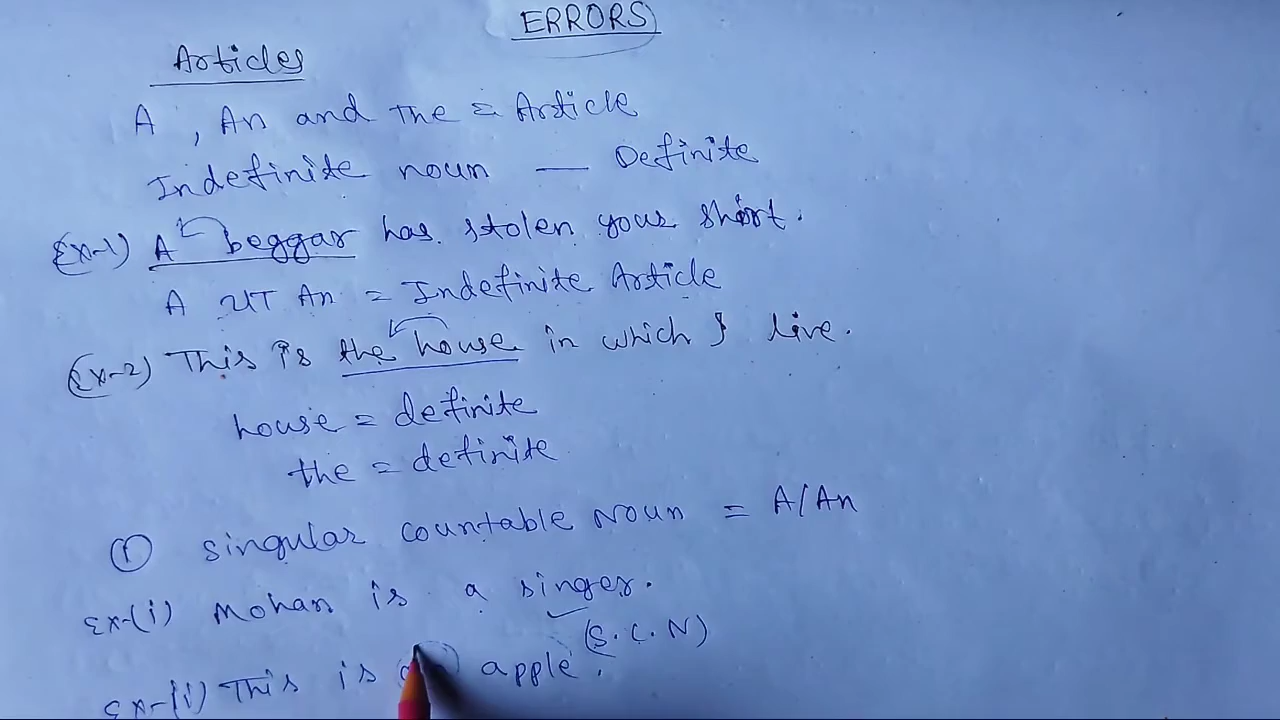 ERRORS
Articles
A , An and The = Article
Indefinite noun — Definite
Ex-1) A beggar has stolen your shirt.
A या An = Indefinite Article
Ex-2) This is the house in which I live.
house = definite
the = definite
① singular countable Noun = A/An
Ex-(i) Mohan is a singer.
(S.C.N)
Ex-(i) This is apple.